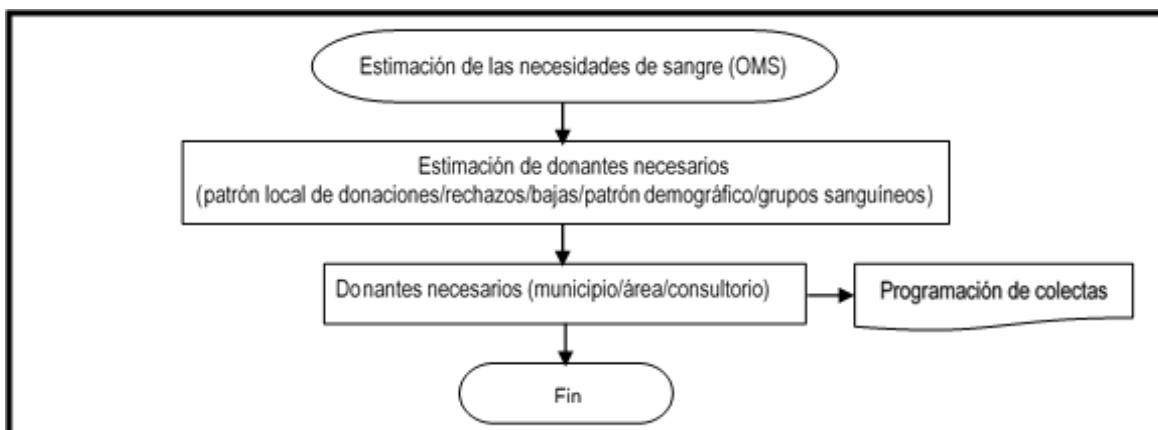 Estimación de las necesidades de sangre (OMS)
Estimación de donantes necesarios
(patrón local de donaciones/rechazos/bajas/patrón demográfico/grupos sanguíneos)
Donantes necesarios (municipio/área/consultorio)
Programación de colectas
Fin